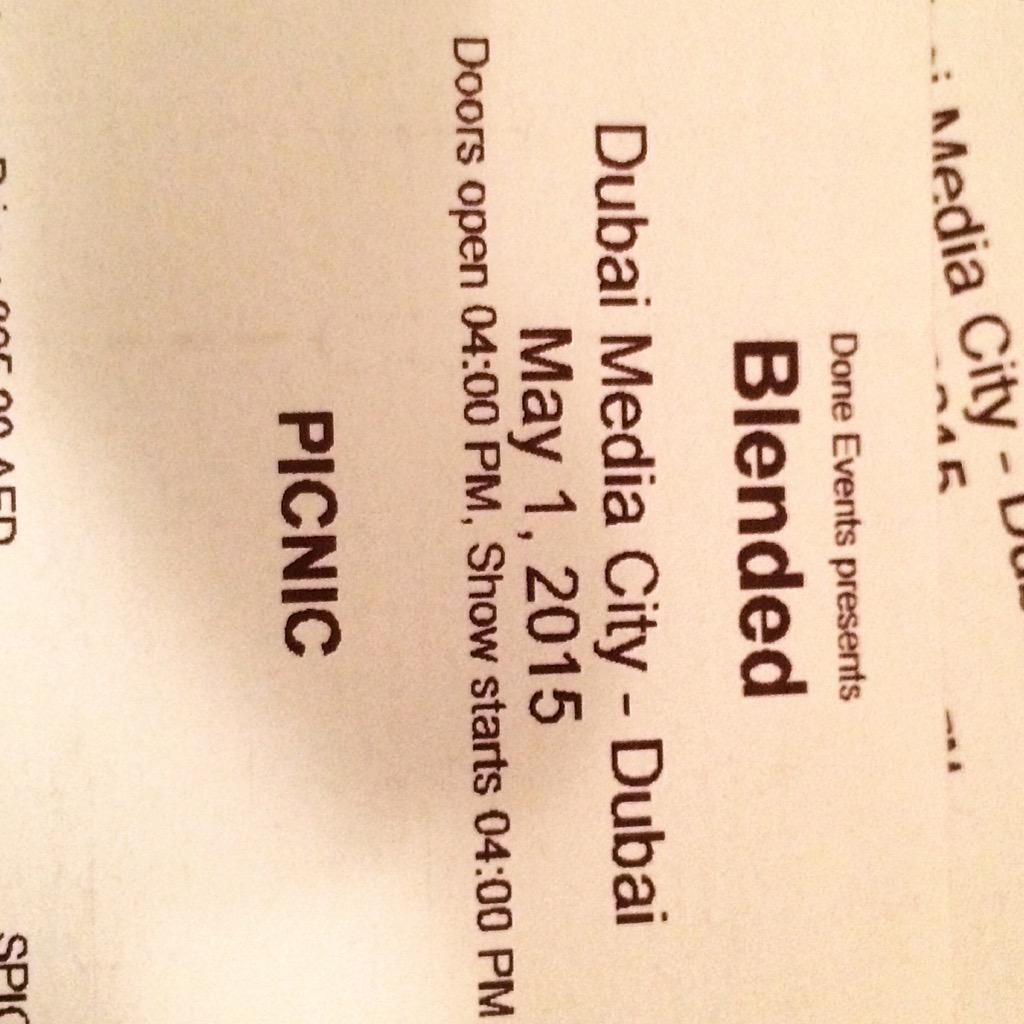 Media City -
Done Events presents
Blended
Dubai Media City - Dubai
May 1, 2015
Doors open 04:00 PM, Show starts 04:00 PM
PICNIC